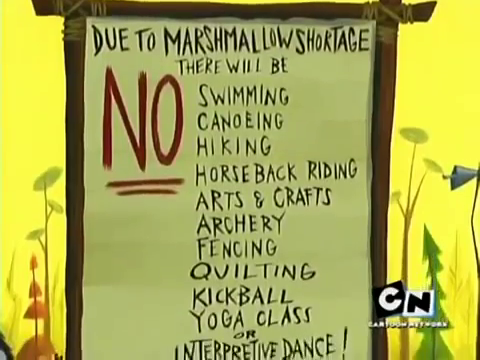 DUE TO MARSHMALLOW SHORTAGE
THERE WILL BE
NO
SWIMMING
CANOEING
HIKING
HORSEBACK RIDING
ARTS & CRAFTS
ARCHERY
FENCING
QUILTING
KICKBALL
YOGA CLASS
OR
INTERPRETIVE DANCE!
CN
CARTOON NETWORK